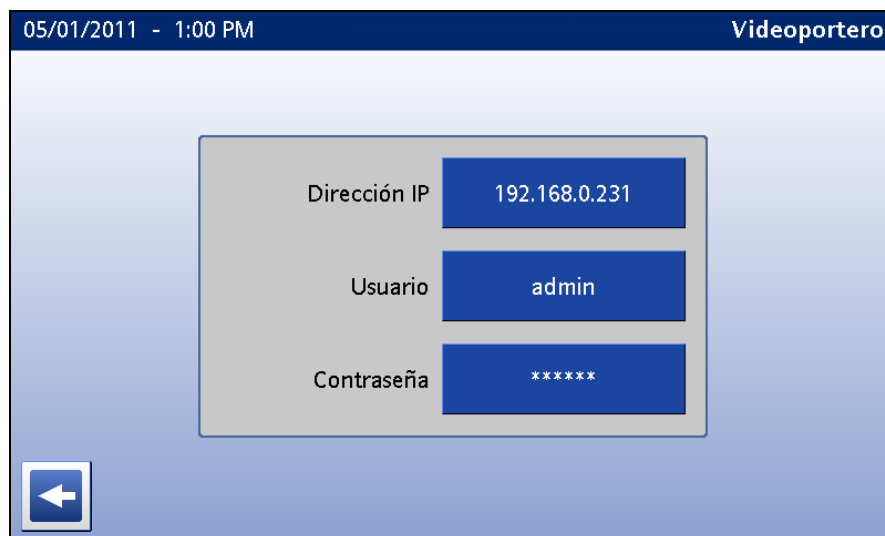 05/01/2011 - 1:00 PM Videoportero
Dirección IP 192.168.0.231
Usuario admin
Contraseña ******